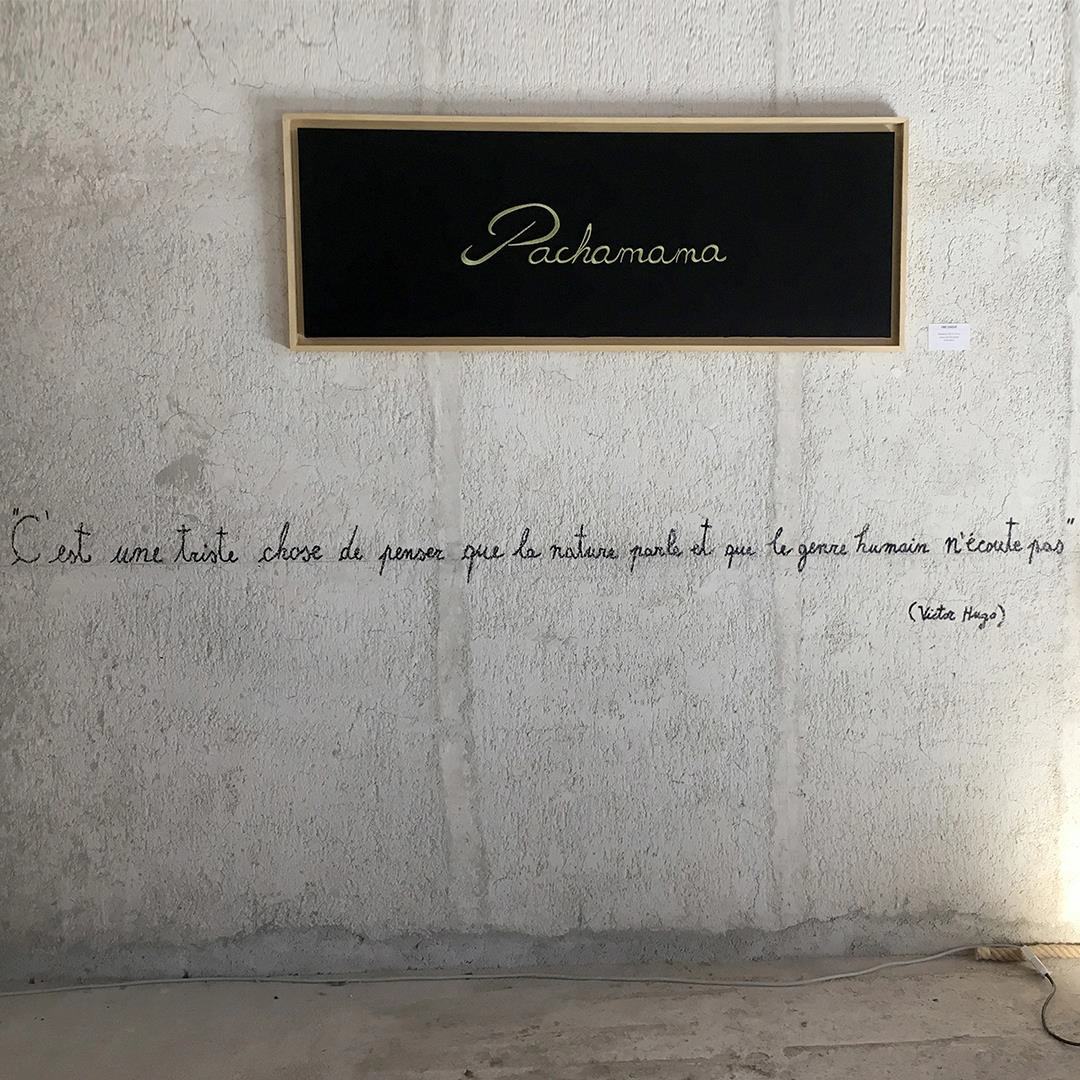 Pachamama
"C'est une triste chose de penser que la nature parle et que le genre humain n'écoute pas"
(Victor Hugo)